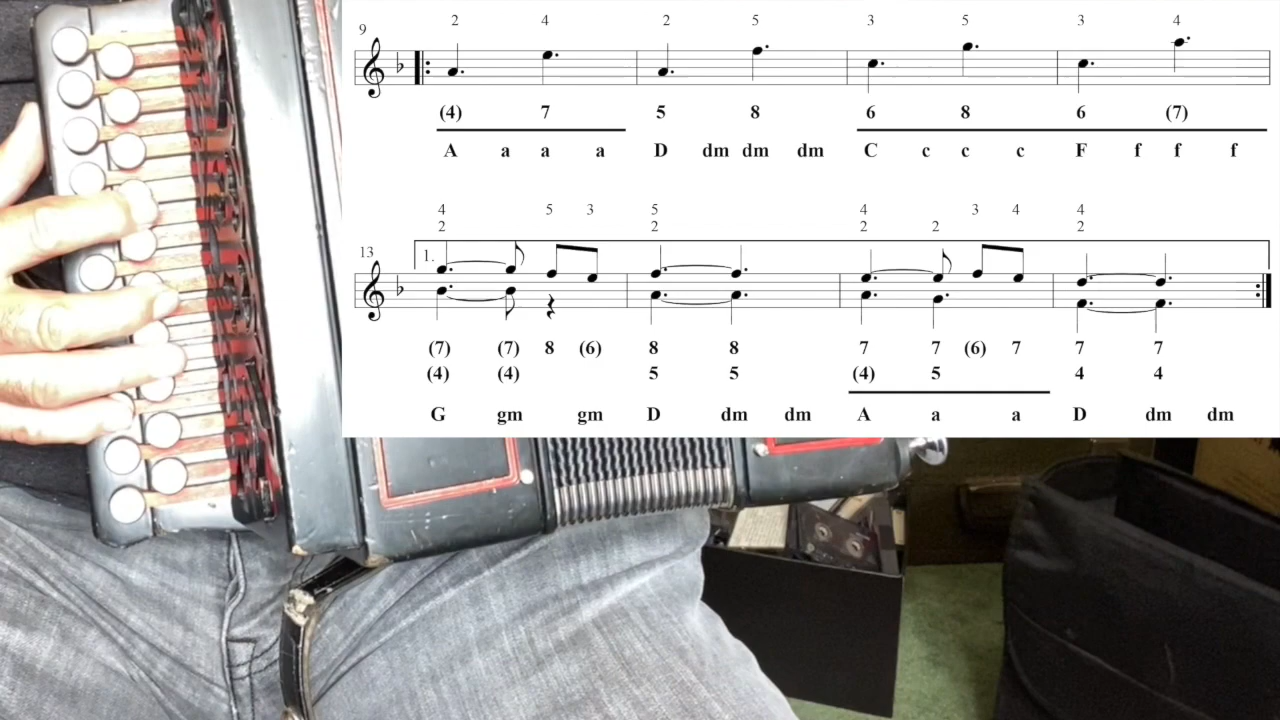 9
2 4 2 5 3 5 3 4
(4) 7 5 8 6 8 6 (7)
A a a a D dm dm dm C c c c F f f f
4 5 3 5 4 2 3 4 4
2 2 2 2
13
1.
(7) (7) 8 (6) 8 8 7 7 (6) 7 7 7
(4) (4) 5 5 (4) 5 4 4
G gm gm D dm dm A a a D dm dm